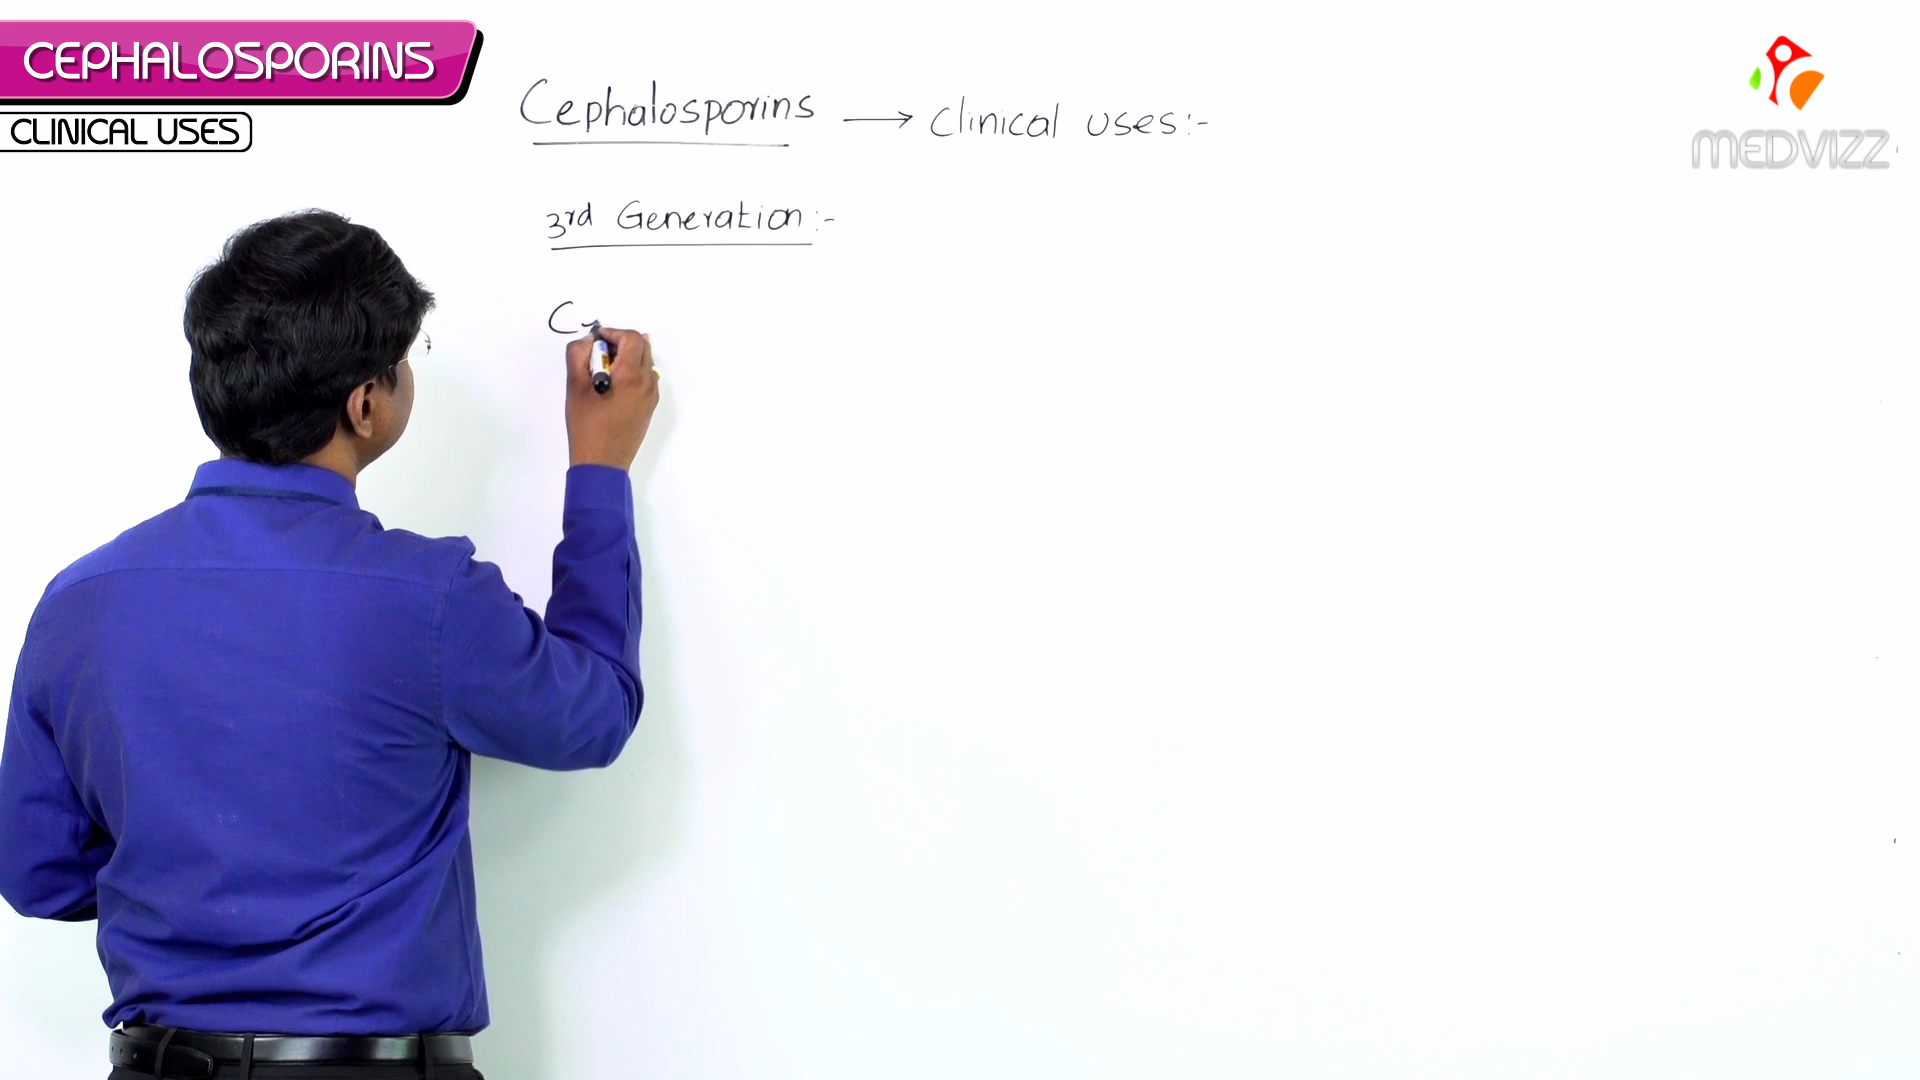 CEPHALOSPORINS
CLINICAL USES
Cephalosporins → Clinical uses:-
3rd Generation:-
C
MEDVIZZ